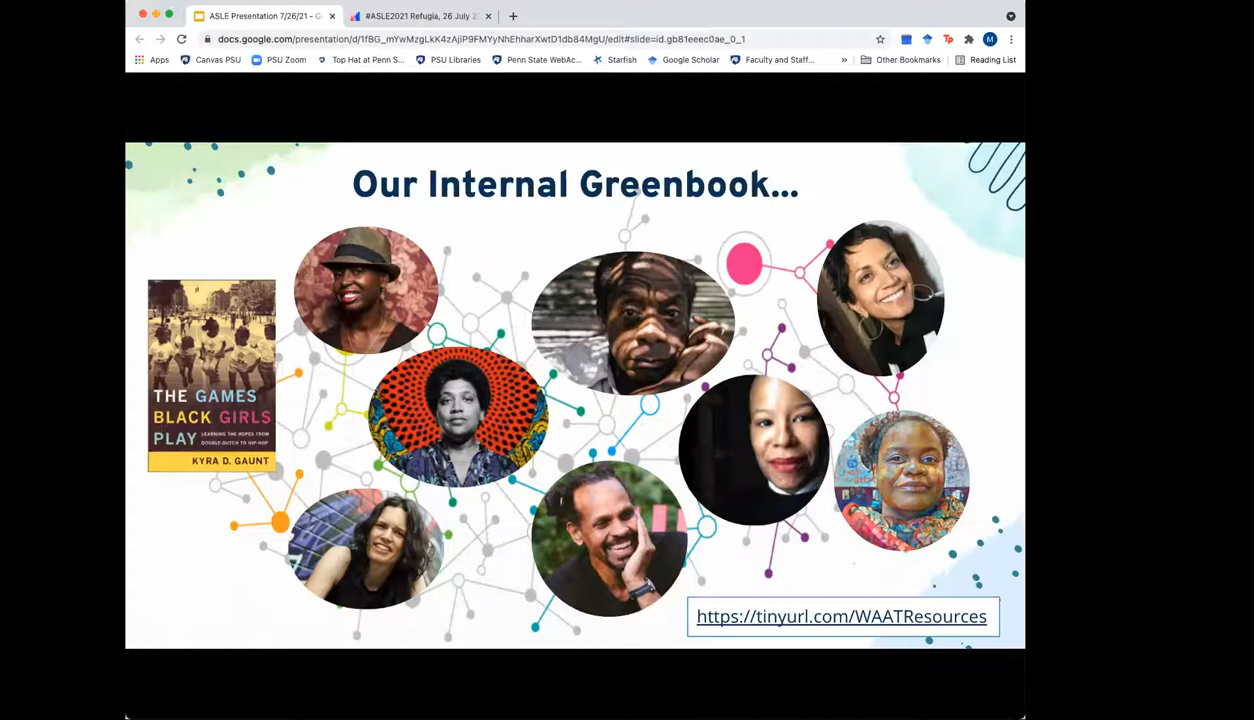 ASLE Presentation 7/26/21 - G
#ASLE2021 Refugia, 26 July 2
docs.google.com/presentation/d/1fBG_mYwMzgLkK4zAjiP9FMYyNhEhharXwtD1db84MgU/edit#slide=id.gb81eeec0ae_0_1
M
Apps
Canvas PSU
PSU Zoom
Top Hat at Penn S...
PSU Libraries
Penn State WebAc...
Starfish
Google Scholar
Faculty and Staff...
»
Other Bookmarks
Reading List
Our Internal Greenbook...
THE GAMES
BLACK GIRLS
PLAY
LEARNING THE ROPES FROM
DOUBLE-DUTCH TO HIP-HOP
KYRA D. GAUNT
https://tinyurl.com/WAATResources